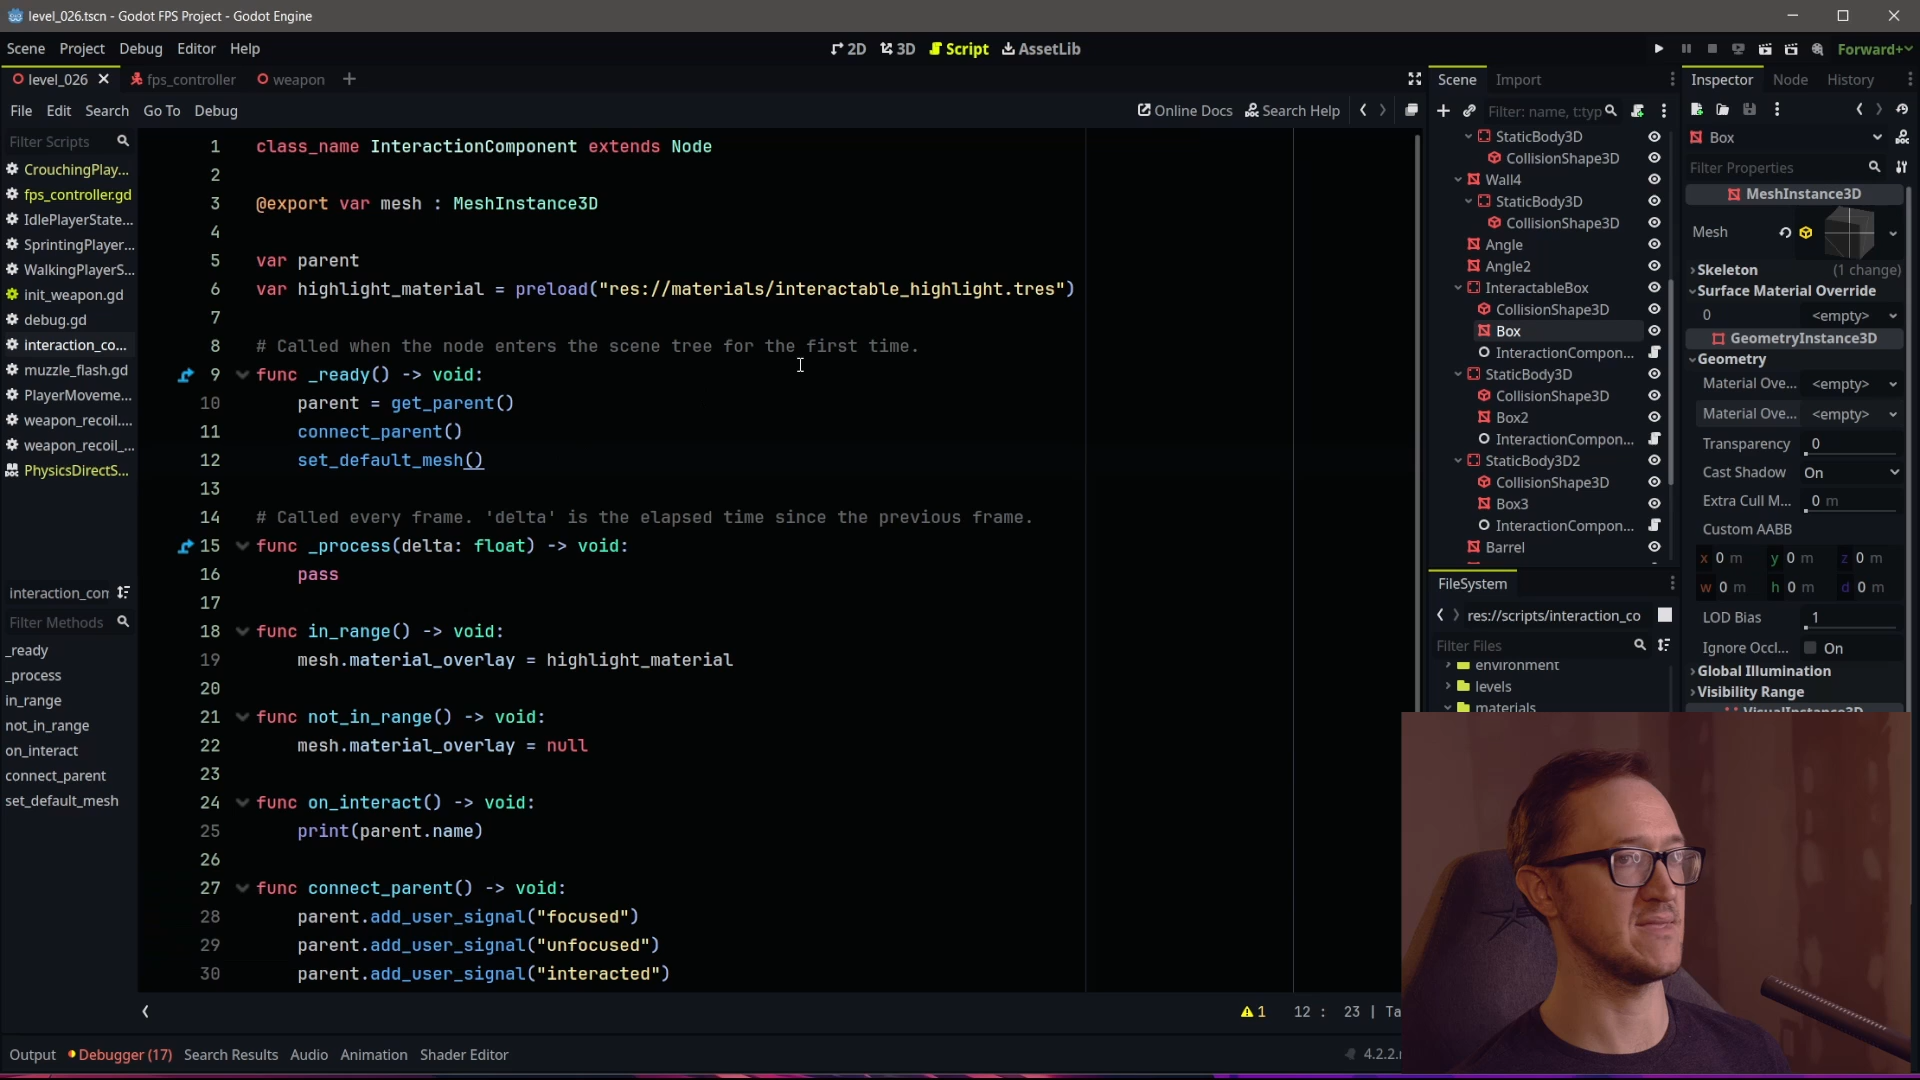 level_026.tscn - Godot FPS Project - Godot Engine
Scene Project Debug Editor Help
2D 3D Script AssetLib
Forward+
level_026 fps_controller weapon
File Edit Search Go To Debug
Online Docs Search Help
Filter Scripts
CrouchingPlay...
fps_controller.gd
IdlePlayerState...
SprintingPlayer...
WalkingPlayerS...
init_weapon.gd
debug.gd
interaction_co...
muzzle_flash.gd
PlayerMoveme...
weapon_recoil....
weapon_recoil_...
PhysicsDirectS...
interaction_con
Filter Methods
_ready
_process
in_range
not_in_range
on_interact
connect_parent
set_default_mesh
1 class_name InteractionComponent extends Node
2
3 @export var mesh : MeshInstance3D
4
5 var parent
6 var highlight_material = preload("res://materials/interactable_highlight.tres")
7
8 # Called when the node enters the scene tree for the first time.
9 func _ready() -> void:
10 parent = get_parent()
11 connect_parent()
12 set_default_mesh()
13
14 # Called every frame. 'delta' is the elapsed time since the previous frame.
15 func _process(delta: float) -> void:
16 pass
17
18 func in_range() -> void:
19 mesh.material_overlay = highlight_material
20
21 func not_in_range() -> void:
22 mesh.material_overlay = null
23
24 func on_interact() -> void:
25 print(parent.name)
26
27 func connect_parent() -> void:
28 parent.add_user_signal("focused")
29 parent.add_user_signal("unfocused")
30 parent.add_user_signal("interacted")
1 12 : 23 | Ta
Output Debugger (17) Search Results Audio Animation Shader Editor
4.2.2.
Scene Import
Filter: name, t:typ
StaticBody3D
CollisionShape3D
Wall4
StaticBody3D
CollisionShape3D
Angle
Angle2
InteractableBox
CollisionShape3D
Box
InteractionCompon...
StaticBody3D
CollisionShape3D
Box2
InteractionCompon...
StaticBody3D2
CollisionShape3D
Box3
InteractionCompon...
Barrel
FileSystem
res://scripts/interaction_co
Filter Files
environment
levels
materials
Inspector Node History
Box
Filter Properties
MeshInstance3D
Mesh
Skeleton (1 change)
Surface Material Override
0 <empty>
GeometryInstance3D
Geometry
Material Ove... <empty>
Material Ove... <empty>
Transparency 0
Cast Shadow On
Extra Cull M... 0 m
Custom AABB
x 0 m y 0 m z 0 m
w 0 m h 0 m d 0 m
LOD Bias 1
Ignore Occl... On
Global Illumination
Visibility Range
VisualInstance3D